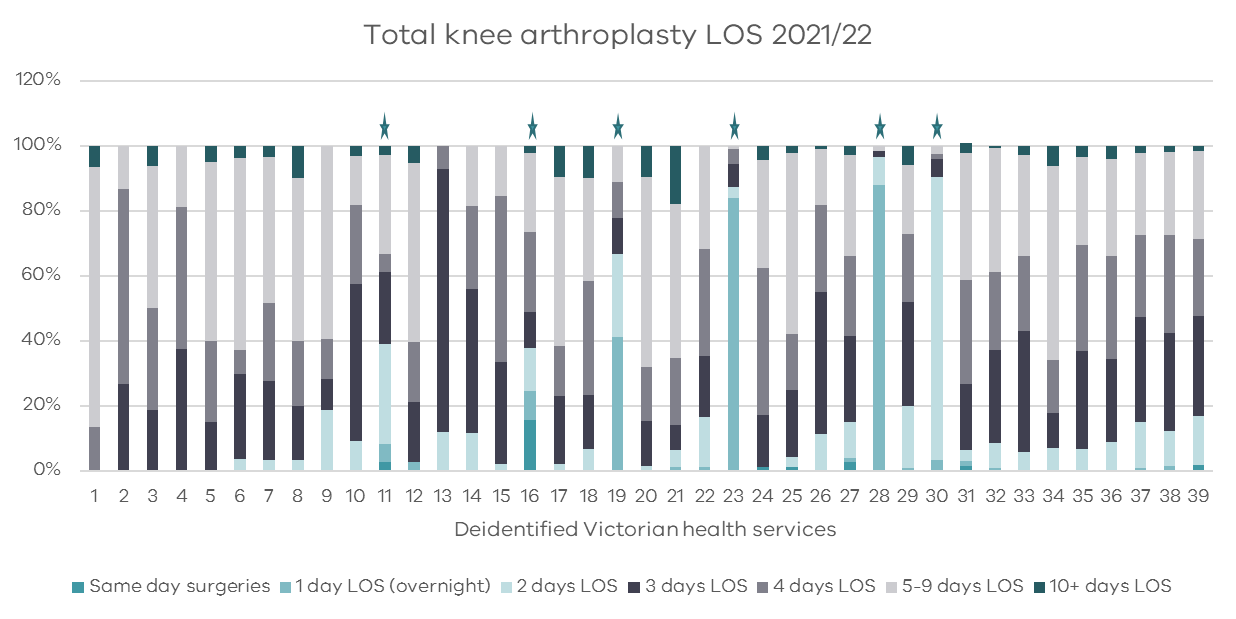 Total knee arthroplasty LOS 2021/22
120%
100%
80%
60%
40%
20%
0%
1 2 3 4 5 6 7 8 9 10 11 12 13 14 15 16 17 18 19 20 21 22 23 24 25 26 27 28 29 30 31 32 33 34 35 36 37 38 39
Deidentified Victorian health services
Same day surgeries 1 day LOS (overnight) 2 days LOS 3 days LOS 4 days LOS 5-9 days LOS 10+ days LOS